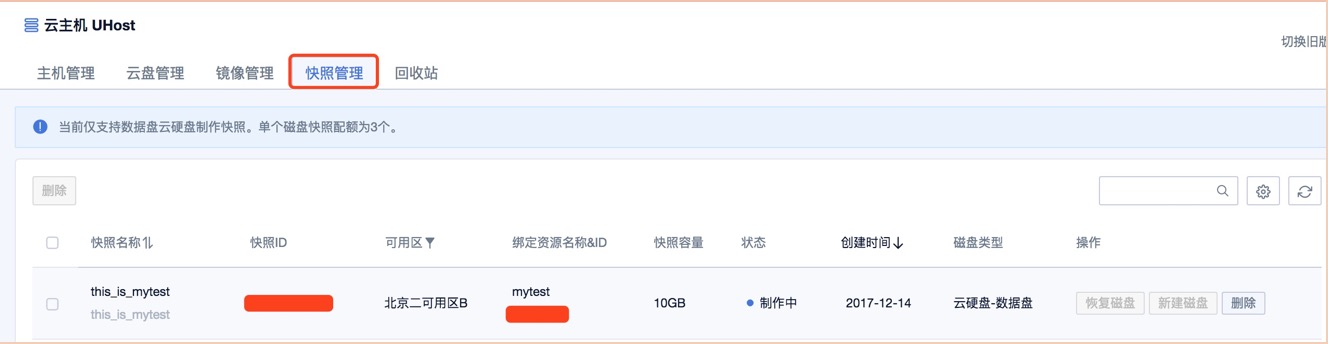 云主机 UHost
切换旧版
主机管理 云盘管理 镜像管理 快照管理 回收站
当前仅支持数据盘云硬盘制作快照。单个磁盘快照配额为3个。
删除
快照名称 快照ID 可用区 绑定资源名称&ID 快照容量 状态 创建时间 磁盘类型 操作
this_is_mytest 北京二可用区B mytest 10GB 制作中 2017-12-14 云硬盘-数据盘 恢复磁盘 新建磁盘 删除
this_is_mytest